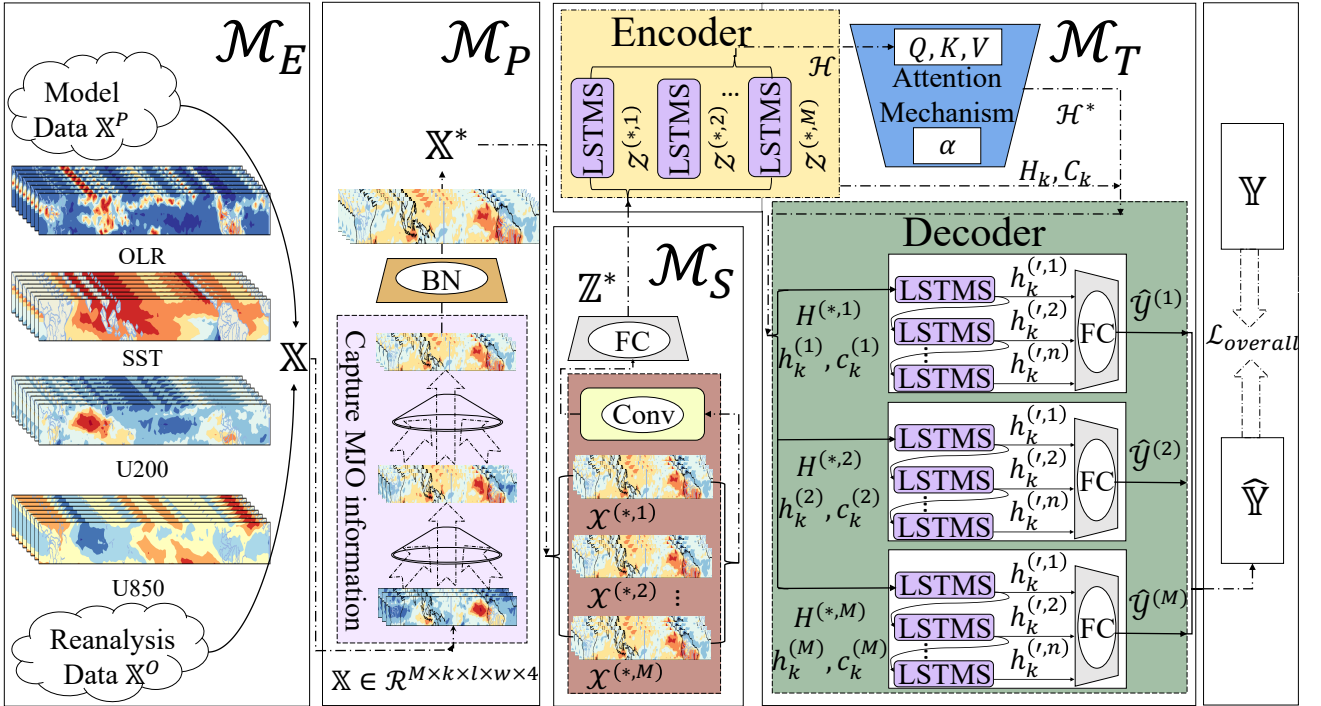 ℳ_E
Model
Data 𝕏^P
OLR
SST
U200
U850
Reanalysis
Data 𝕏^O
𝕏
ℳ_P
𝕏*
BN
Capture MJO information
𝕏 ∈ ℛ^{M×k×l×w×4}
ℳ_S
ℤ*
FC
Conv
𝒳^{(*,1)}
𝒳^{(*,2)} ⋮
𝒳^{(*,M)}
ℳ_T
Encoder
LSTMS
𝒵^{(*,1)}
LSTMS
𝒵^{(*,2)}
...
LSTMS
𝒵^{(*,M)}
ℋ
Q, K, V
Attention
Mechanism
α
ℋ*
H_k, C_k
Decoder
LSTMS
LSTMS
⋮
LSTMS
H^{(*,1)}
h_k^{(1)}, c_k^{(1)}
h_k^{(′,1)}
h_k^{(′,2)}
h_k^{(′,n)}
FC
𝒴̂^{(1)}
LSTMS
LSTMS
⋮
LSTMS
H^{(*,2)}
h_k^{(2)}, c_k^{(2)}
h_k^{(′,1)}
h_k^{(′,2)}
h_k^{(′,n)}
FC
𝒴̂^{(2)}
LSTMS
LSTMS
⋮
LSTMS
H^{(*,M)}
h_k^{(M)}, c_k^{(M)}
h_k^{(′,1)}
h_k^{(′,2)}
h_k^{(′,n)}
FC
𝒴̂^{(M)}
𝕐
ℒ_{overall}
𝕐̂